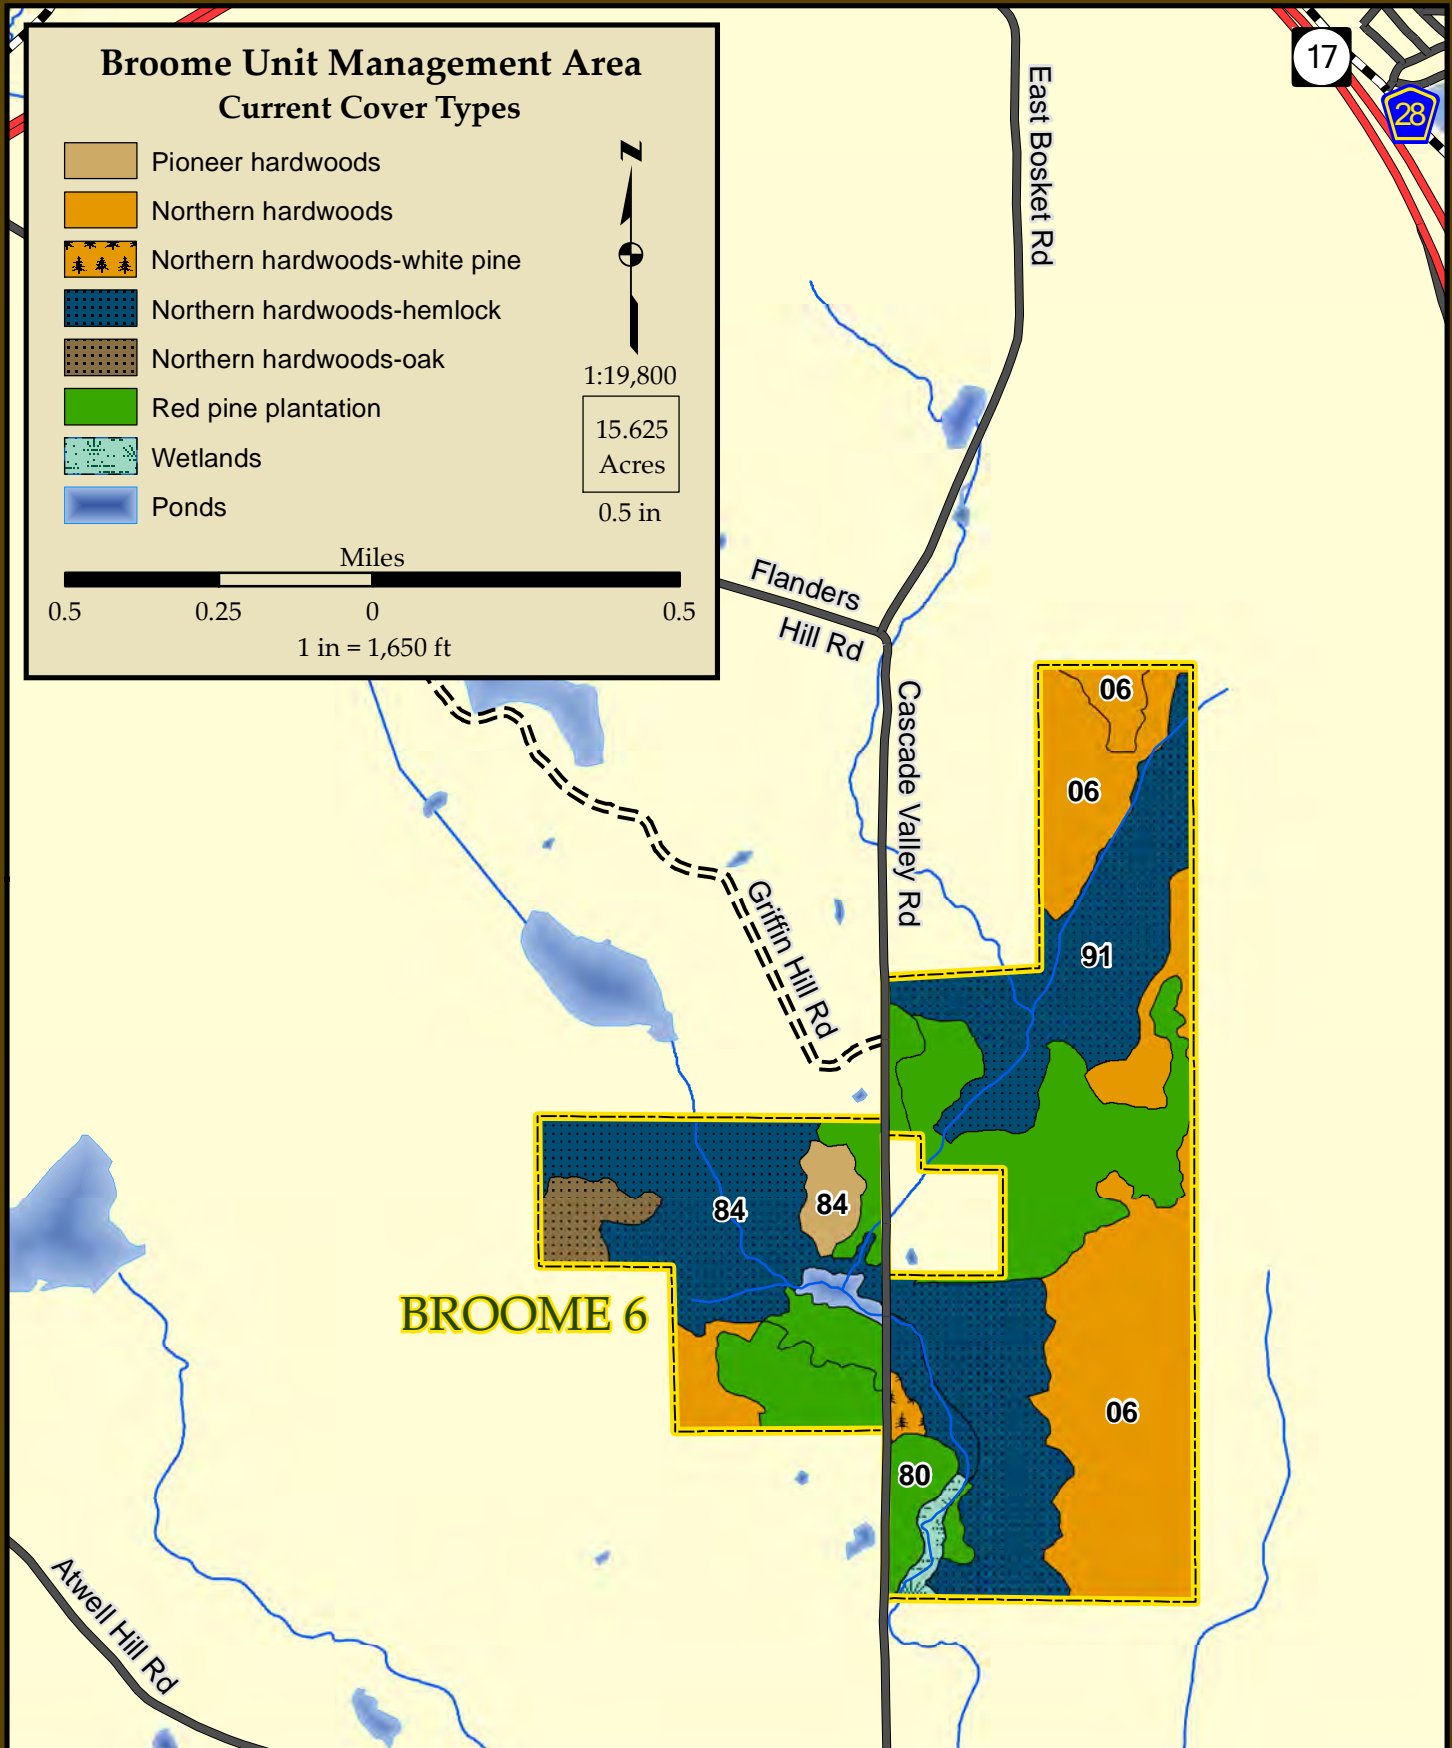 Broome Unit Management Area
Current Cover Types
Pioneer hardwoods
Northern hardwoods
Northern hardwoods-white pine
Northern hardwoods-hemlock
Northern hardwoods-oak
Red pine plantation
Wetlands
Ponds
N
1:19,800
15.625
Acres
0.5 in
Miles
0.5 0.25 0 0.5
1 in = 1,650 ft
17
28
East Bosket Rd
Flanders
Hill Rd
Cascade Valley Rd
Griffin Hill Rd
06
06
91
84
84
BROOME 6
06
80
Atwell Hill Rd